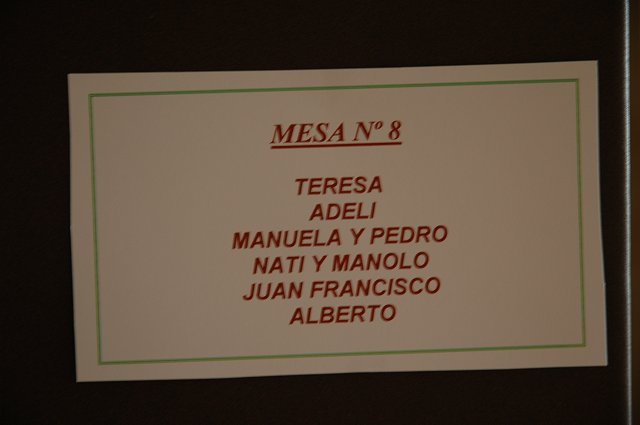 MESA Nº 8
TERESA
ADELI
MANUELA Y PEDRO
NATI Y MANOLO
JUAN FRANCISCO
ALBERTO